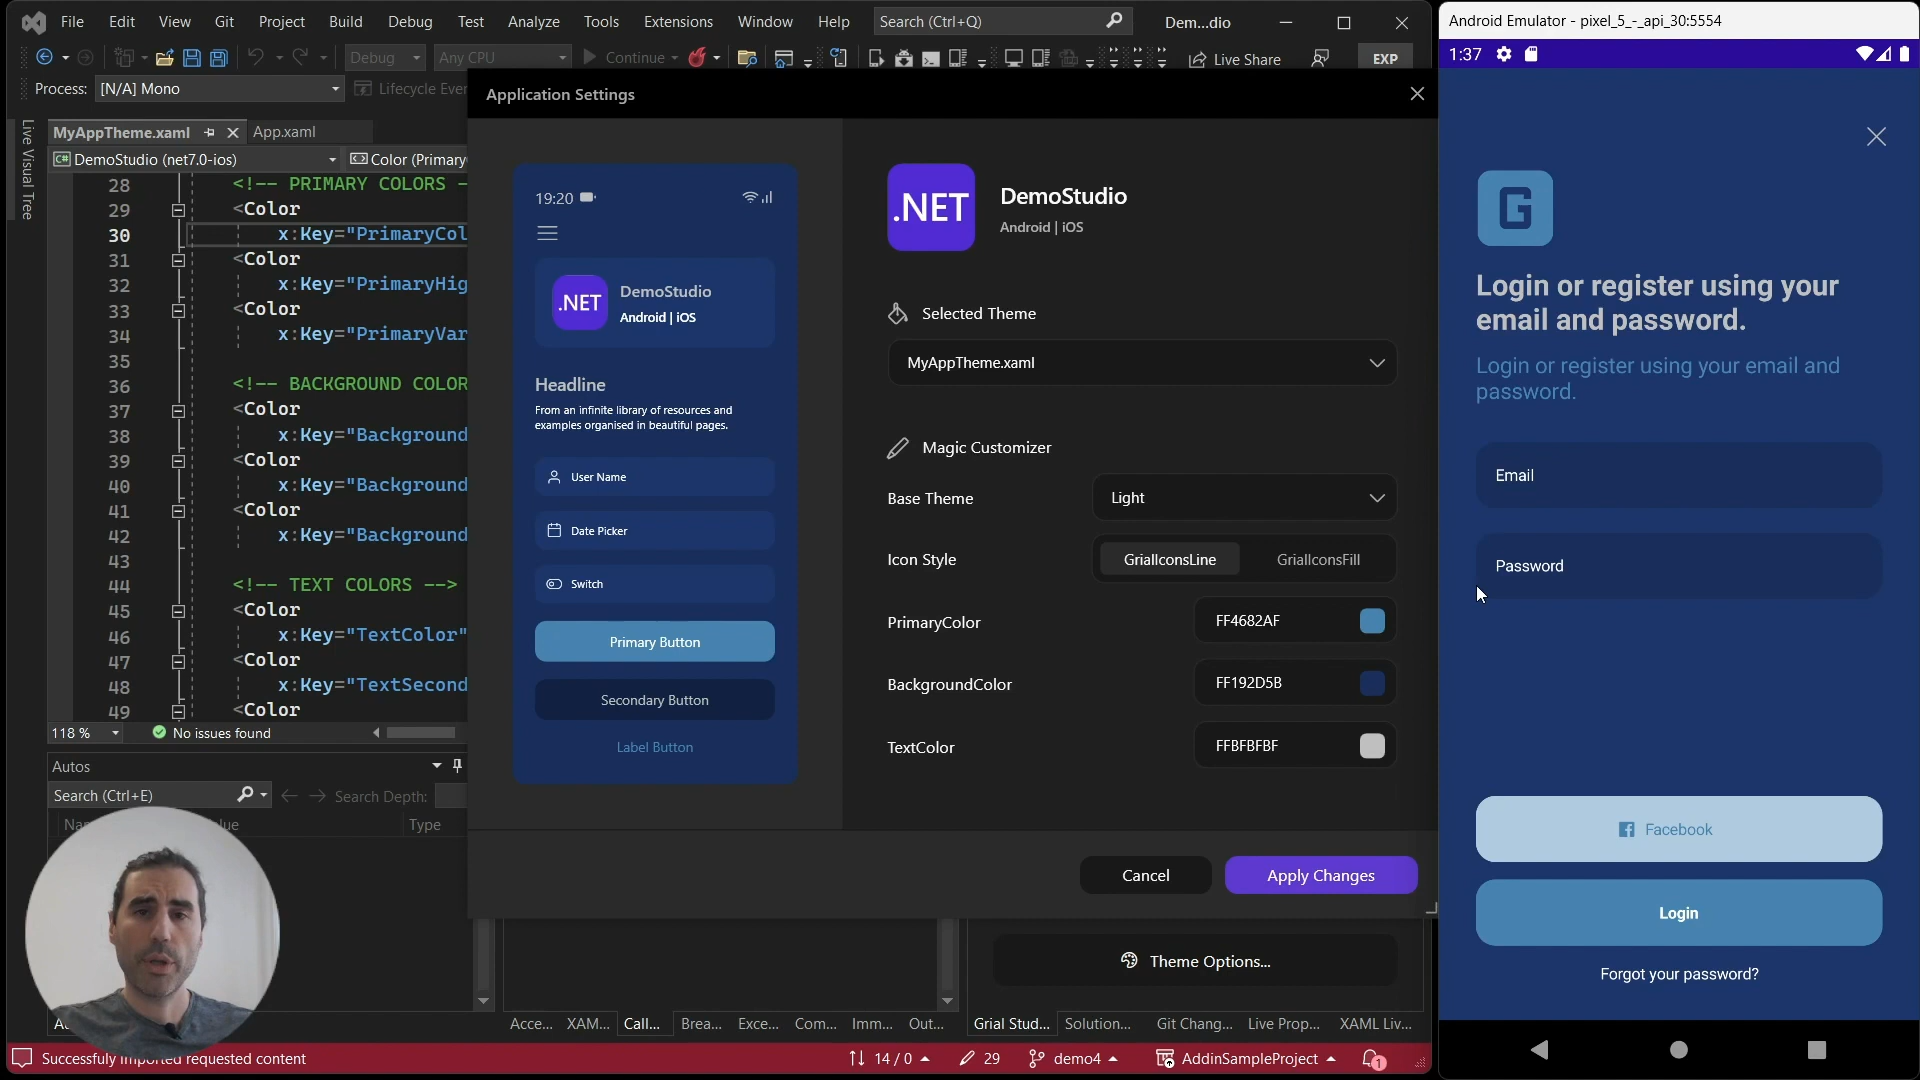 File Edit View Git Project Build Debug Test Analyze Tools Extensions Window Help Search (Ctrl+Q) Dem...dio
Debug Any CPU Continue Live Share EXP
Process: [N/A] Mono Lifecycle Eve
Live Visual Tree
MyAppTheme.xaml App.xaml
C# DemoStudio (net7.0-ios) Color (Primary
28 <!-- PRIMARY COLORS -
29 <Color
30 x:Key="PrimaryCol
31 <Color
32 x:Key="PrimaryHig
33 <Color
34 x:Key="PrimaryVar
35
36 <!-- BACKGROUND COLOR
37 <Color
38 x:Key="Background
39 <Color
40 x:Key="Background
41 <Color
42 x:Key="Background
43
44 <!-- TEXT COLORS -->
45 <Color
46 x:Key="TextColor"
47 <Color
48 x:Key="TextSecond
49 <Color
118 % No issues found
Autos
Search (Ctrl+E) Search Depth:
Type
Application Settings
19:20
.NET
DemoStudio
Android | iOS
Headline
From an infinite library of resources and
examples organised in beautiful pages.
User Name
Date Picker
Switch
Primary Button
Secondary Button
Label Button
.NET
DemoStudio
Android | iOS
Selected Theme
MyAppTheme.xaml
Magic Customizer
Base Theme Light
Icon Style GrialIconsLine GrialIconsFill
PrimaryColor FF4682AF
BackgroundColor FF192D5B
TextColor FFBFBFBF
Cancel Apply Changes
Theme Options...
Acce... XAM... Call... Brea... Exce... Com... Imm... Out... Grial Stud... Solution... Git Chang... Live Prop... XAML Liv...
Successfuly imported requested content 14 / 0 29 demo4 AddinSampleProject 1
Android Emulator - pixel_5_-_api_30:5554
1:37
G
Login or register using your
email and password.
Login or register using your email and
password.
Email
Password
Facebook
Login
Forgot your password?